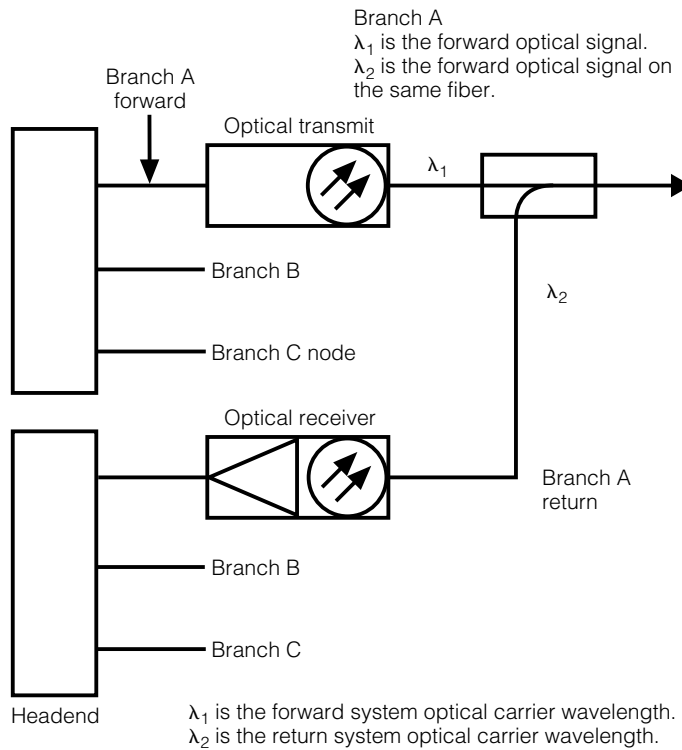 Branch A
λ1 is the forward optical signal.
λ2 is the forward optical signal on
the same fiber.
Branch A
forward
Optical transmit
λ1
Branch B
λ2
Branch C node
Optical receiver
Branch A
return
Branch B
Branch C
Headend
λ1 is the forward system optical carrier wavelength.
λ2 is the return system optical carrier wavelength.